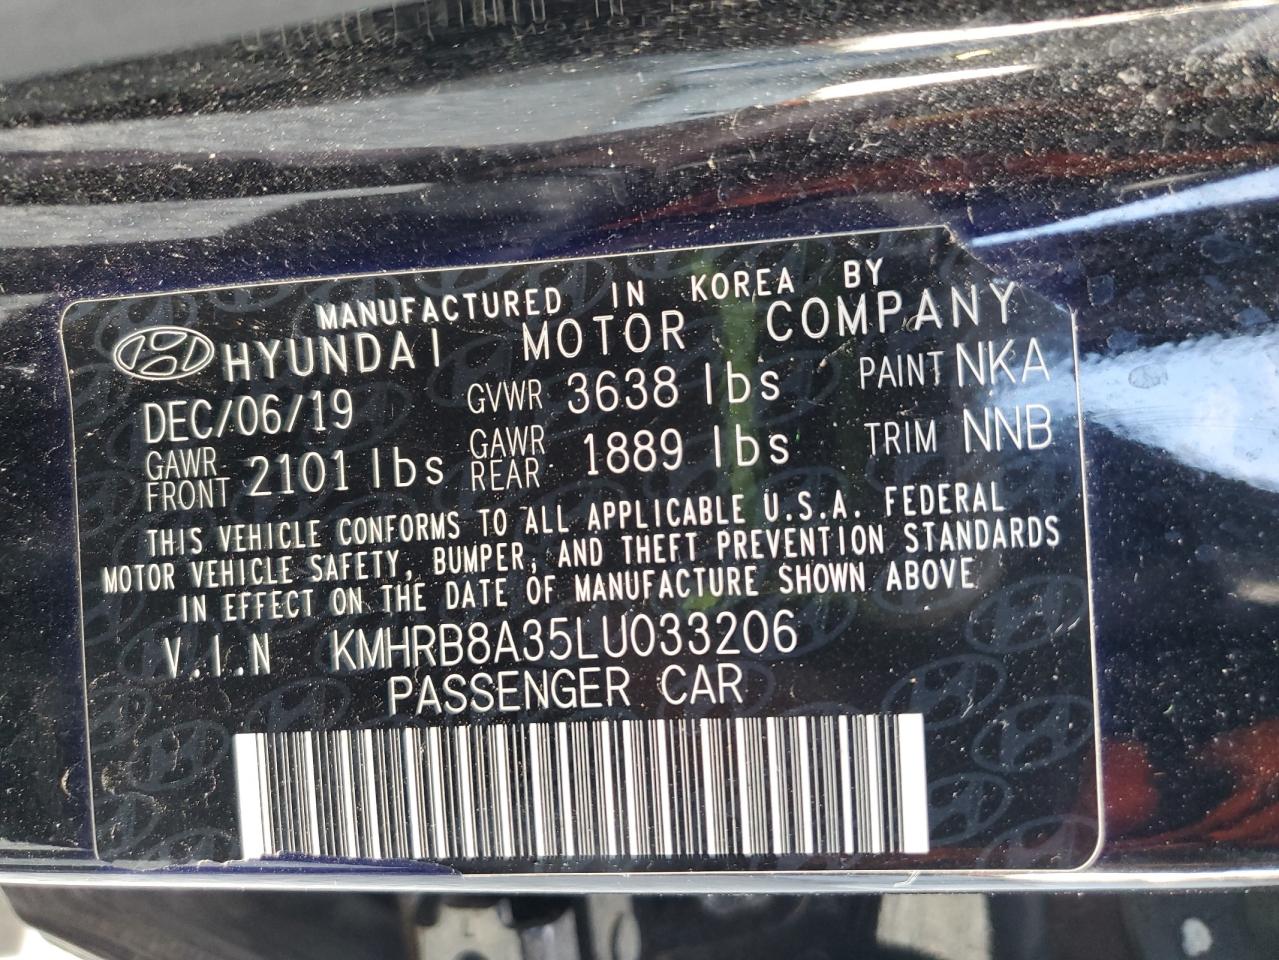 MANUFACTURED IN KOREA BY
HYUNDAI MOTOR COMPANY
DEC/06/19 GVWR 3638 lbs PAINT NKA
GAWR FRONT 2101 lbs GAWR REAR 1889 lbs TRIM NNB
THIS VEHICLE CONFORMS TO ALL APPLICABLE U.S.A. FEDERAL
MOTOR VEHICLE SAFETY, BUMPER, AND THEFT PREVENTION STANDARDS
IN EFFECT ON THE DATE OF MANUFACTURE SHOWN ABOVE
V.I.N KMHRB8A35LU033206
PASSENGER CAR